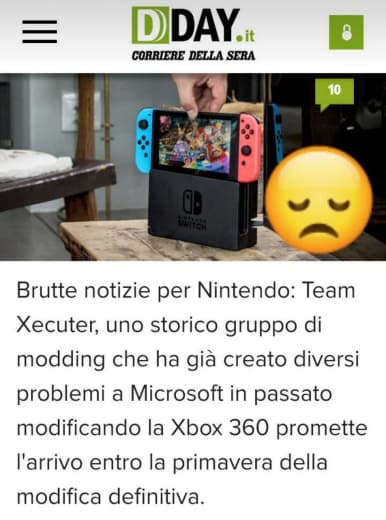 DDAY.it
CORRIERE DELLA SERA
10
NINTENDO
SWITCH
Brutte notizie per Nintendo: Team
Xecuter, uno storico gruppo di
modding che ha già creato diversi
problemi a Microsoft in passato
modificando la Xbox 360 promette
l'arrivo entro la primavera della
modifica definitiva.